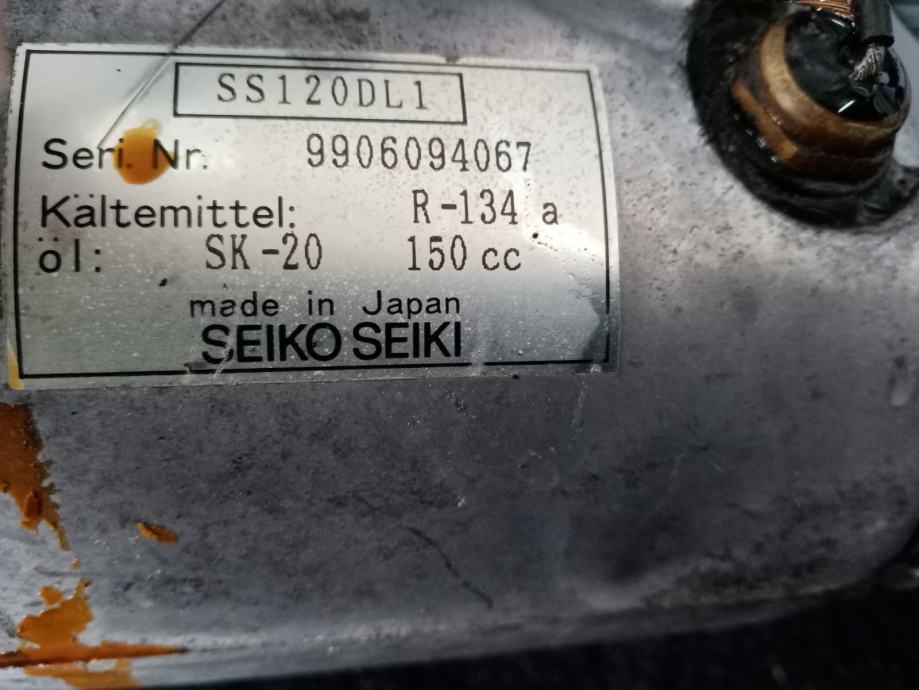 SS120DL1
Seri. Nr. 9906094067
Kältemittel: R-134 a
öl: SK-20 150 cc
made in Japan
SEIKO SEIKI